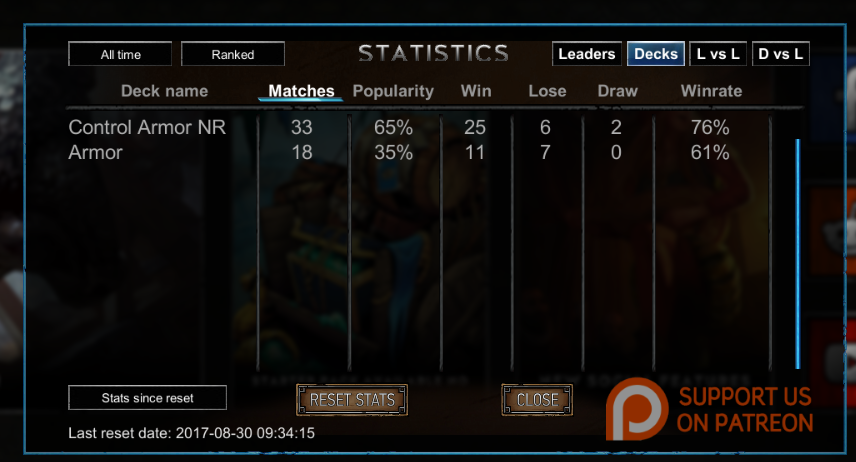 All time Ranked STATISTICS Leaders Decks L vs L D vs L
Deck name Matches Popularity Win Lose Draw Winrate
Control Armor NR 33 65% 25 6 2 76%
Armor 18 35% 11 7 0 61%
Stats since reset RESET STATS CLOSE SUPPORT US
ON PATREON
Last reset date: 2017-08-30 09:34:15